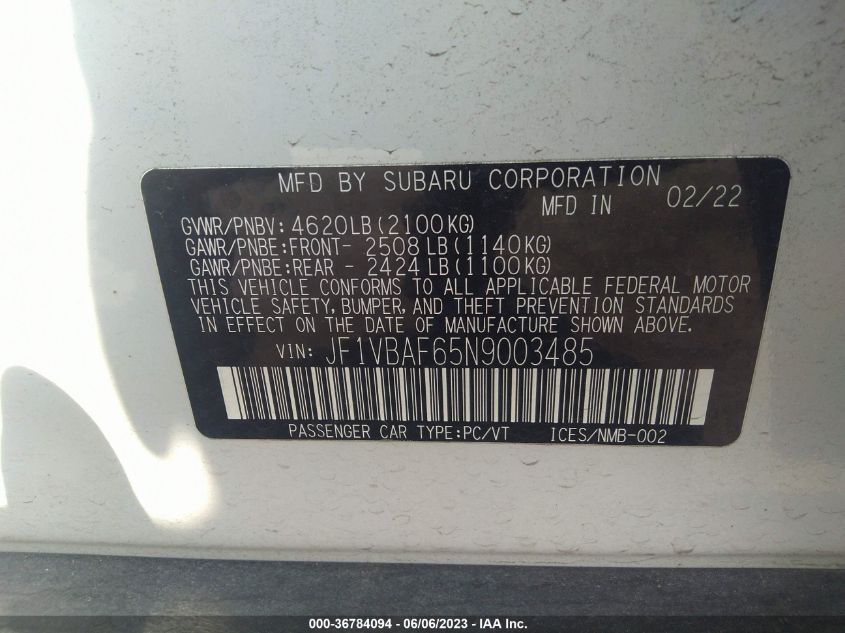 MFD BY SUBARU CORPORATION
MFD IN 02/22
GVWR/PNBV: 4620LB(2100KG)
GAWR/PNBE:FRONT- 2508 LB(1140KG)
GAWR/PNBE:REAR - 2424 LB(1100KG)
THIS VEHICLE CONFORMS TO ALL APPLICABLE FEDERAL MOTOR
VEHICLE SAFETY, BUMPER, AND THEFT PREVENTION STANDARDS
IN EFFECT ON THE DATE OF MANUFACTURE SHOWN ABOVE.
VIN: JF1VBAF65N9003485
PASSENGER CAR TYPE:PC/VT ICES/NMB-002
000-36784094 - 06/06/2023 - IAA Inc.